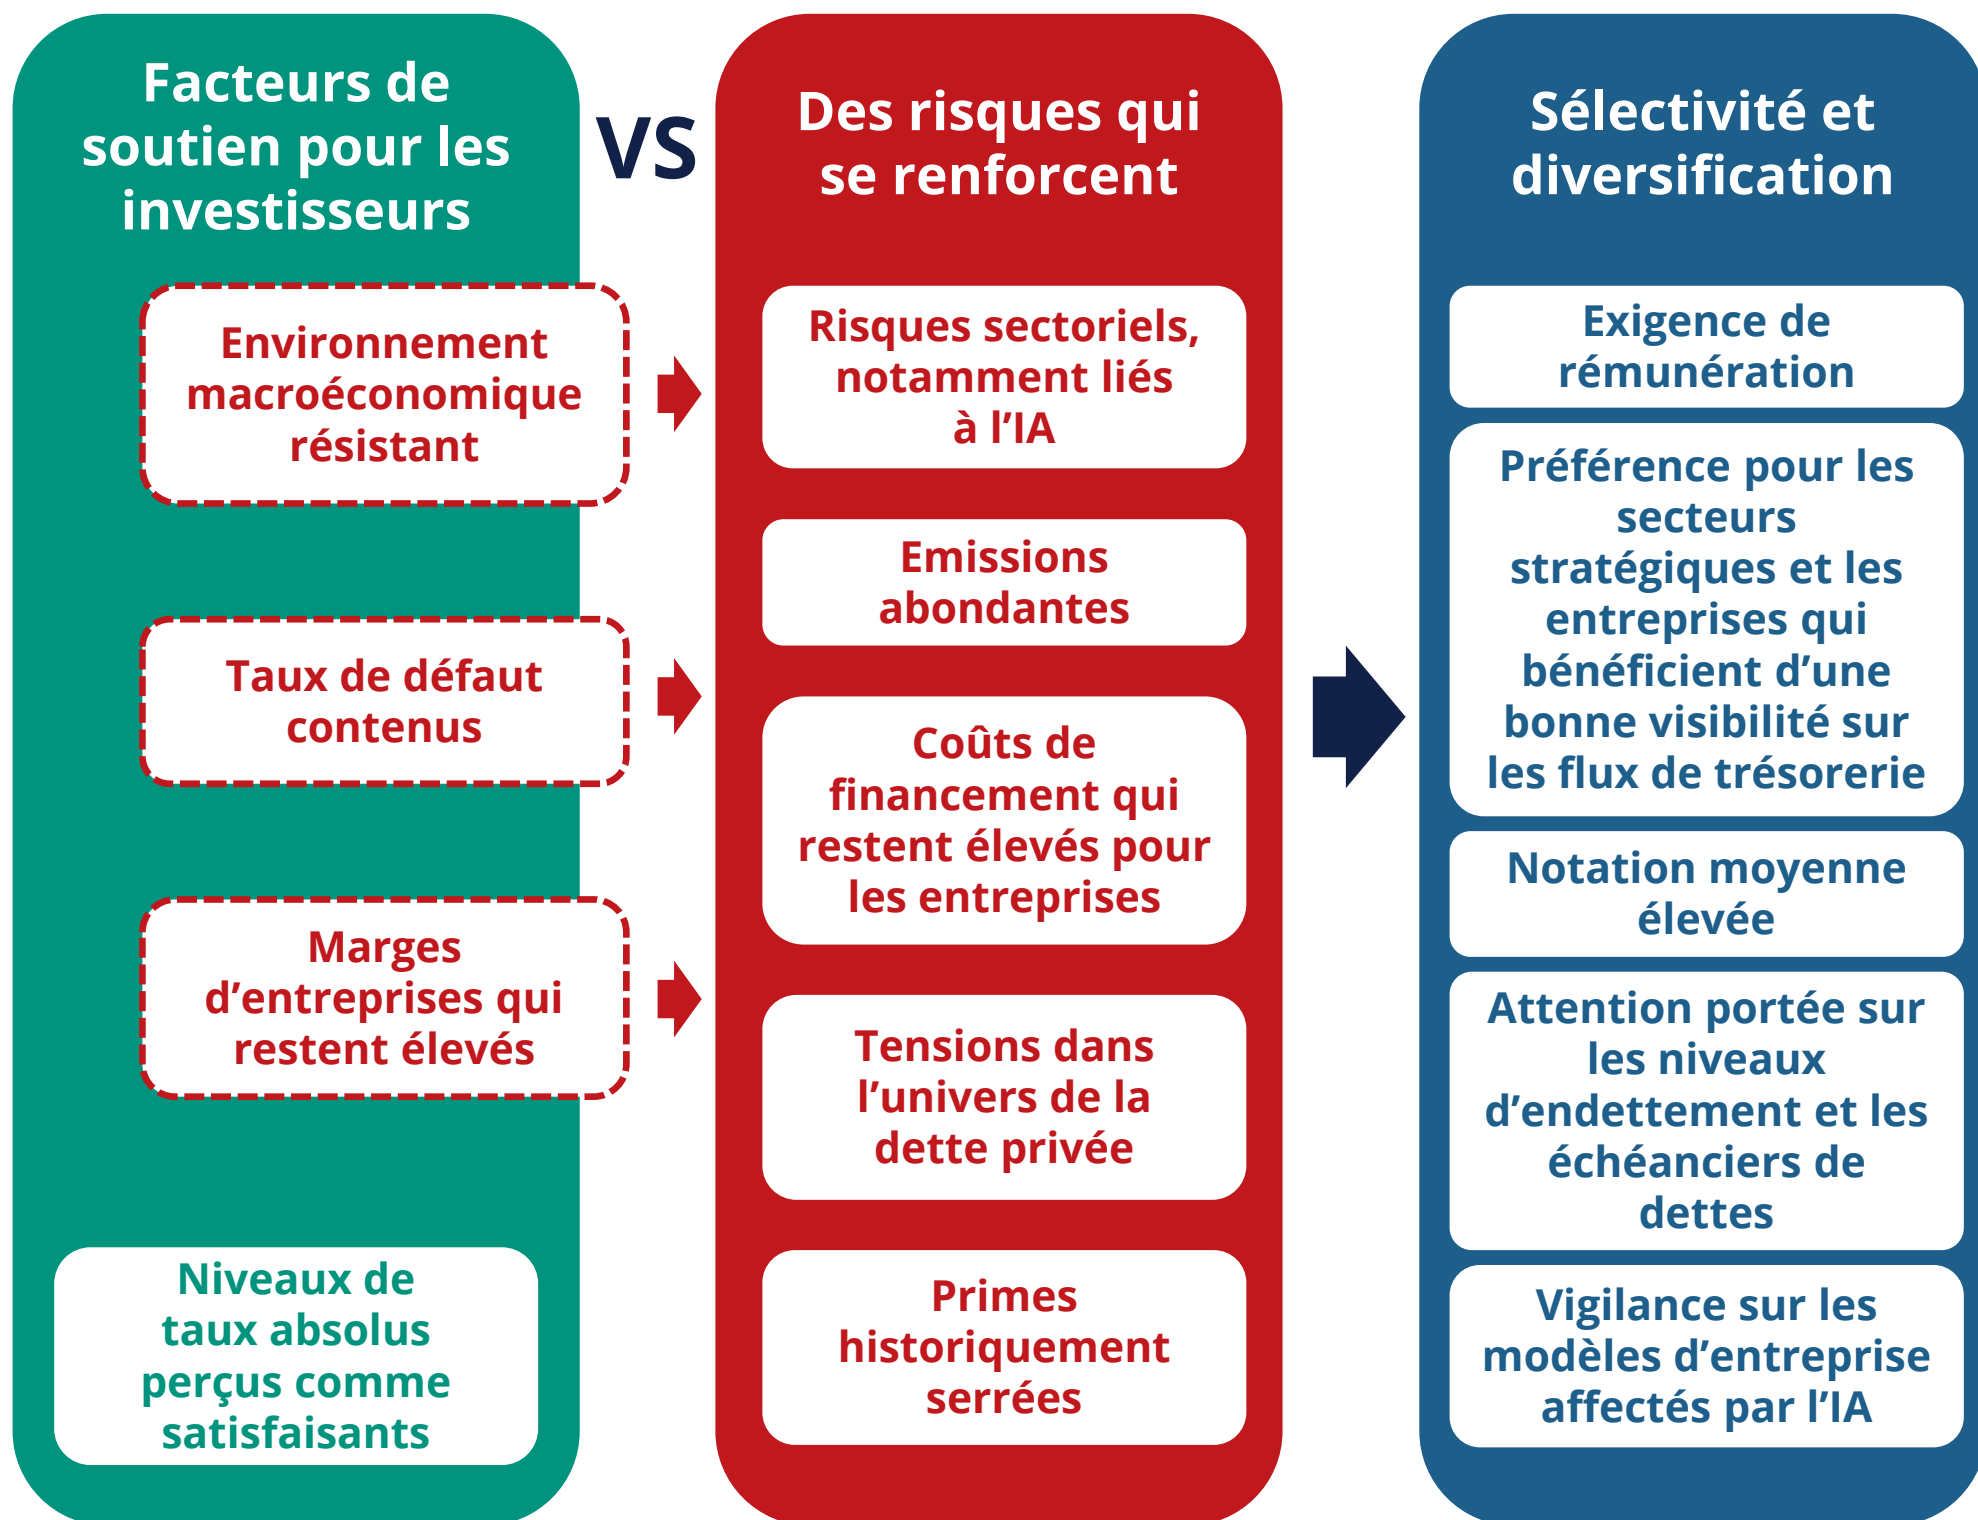 Facteurs de
soutien pour les
investisseurs
Environnement
macroéconomique
résistant
Taux de défaut
contenus
Marges
d’entreprises qui
restent élevés
Niveaux de
taux absolus
perçus comme
satisfaisants
VS
Des risques qui
se renforcent
Risques sectoriels,
notamment liés
à l’IA
Emissions
abondantes
Coûts de
financement qui
restent élevés pour
les entreprises
Tensions dans
l’univers de la
dette privée
Primes
historiquement
serrées
Sélectivité et
diversification
Exigence de
rémunération
Préférence pour les
secteurs
stratégiques et les
entreprises qui
bénéficient d’une
bonne visibilité sur
les flux de trésorerie
Notation moyenne
élevée
Attention portée sur
les niveaux
d’endettement et les
échéanciers de
dettes
Vigilance sur les
modèles d’entreprise
affectés par l’IA